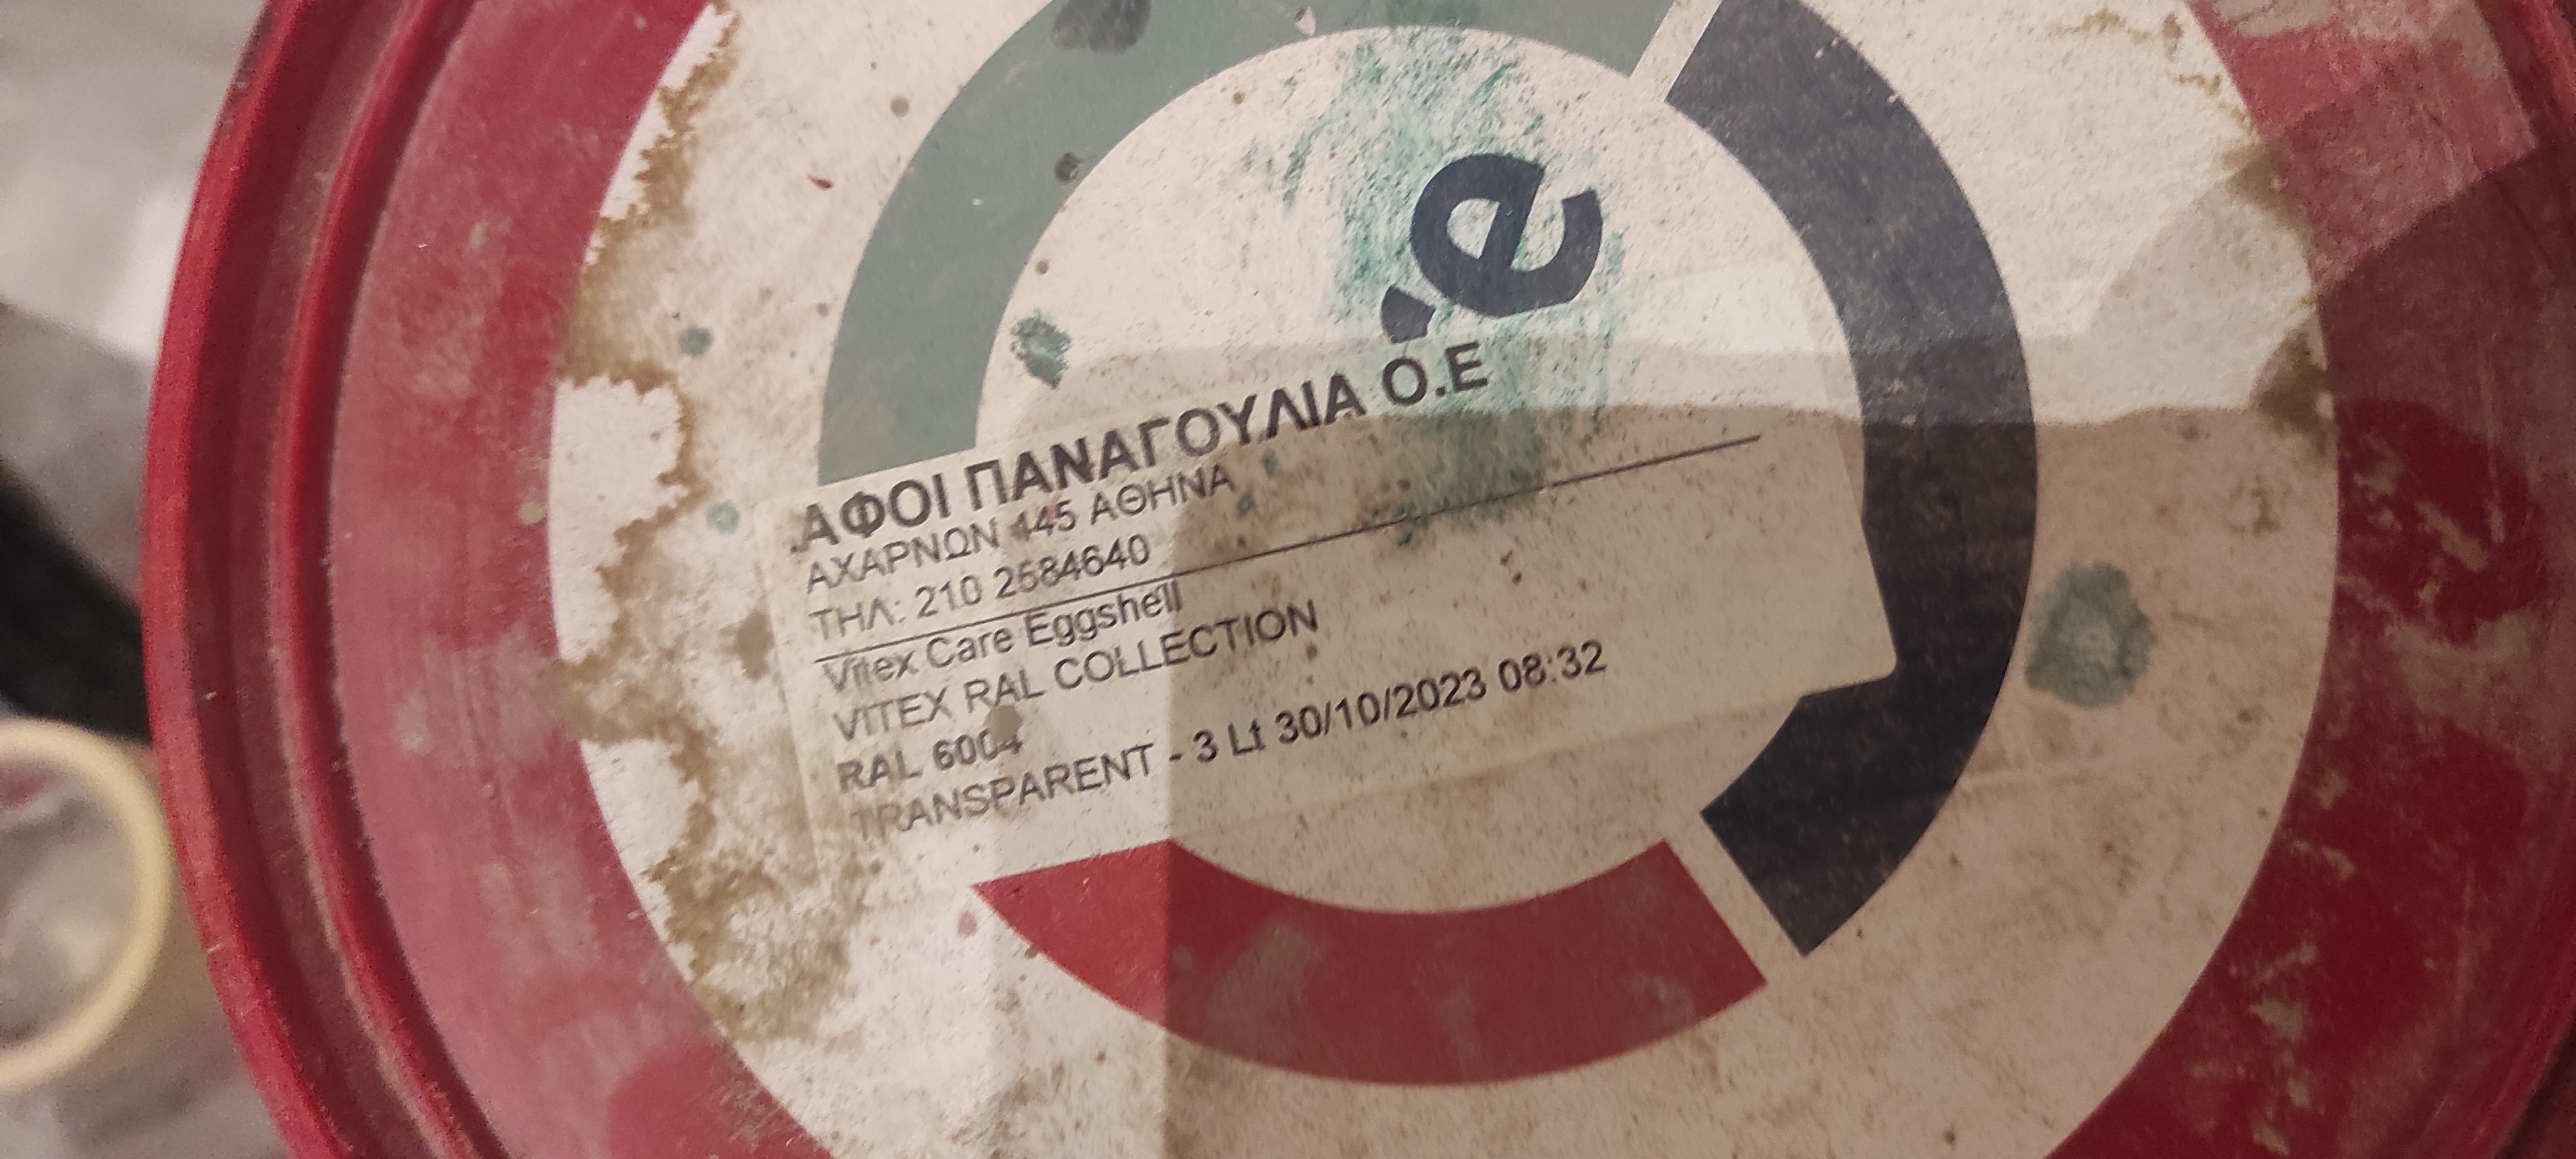 e
ΑΦΟΙ ΠΑΝΑΓΟΥΛΙΑ Ο.Ε
ΑΧΑΡΝΩΝ 445 ΑΘΗΝΑ
ΤΗΛ: 210 2584640
Vitex Care Eggshell
VITEX RAL COLLECTION
RAL 6004
TRANSPARENT - 3 Lt 30/10/2023 08:32